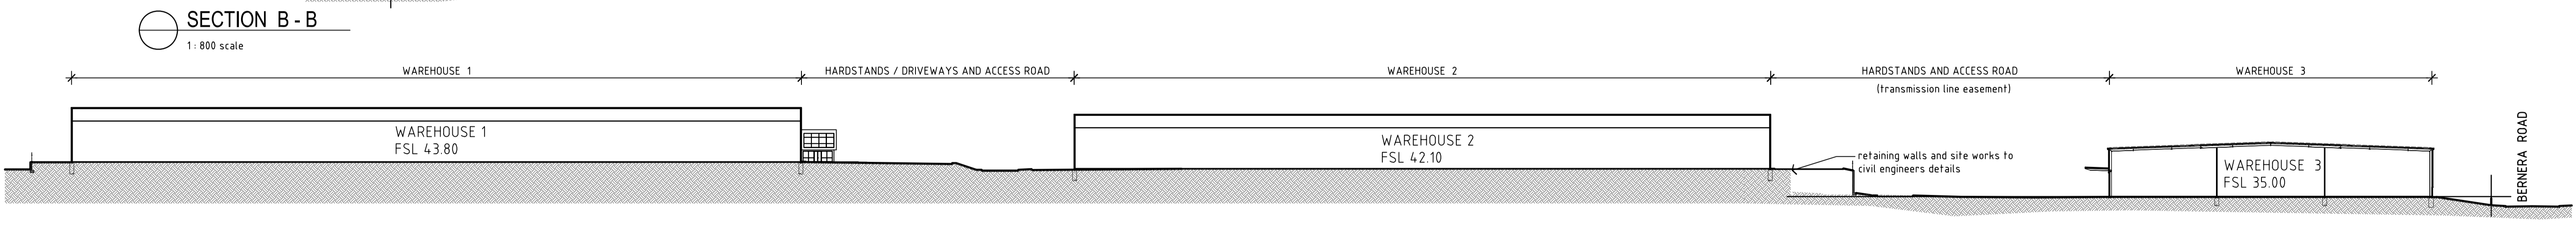 SECTION B - B
1 : 800 scale
WAREHOUSE 1
HARDSTANDS / DRIVEWAYS AND ACCESS ROAD
WAREHOUSE 2
HARDSTANDS AND ACCESS ROAD
(transmission line easement)
WAREHOUSE 3
WAREHOUSE 1
FSL 43.80
WAREHOUSE 2
FSL 42.10
retaining walls and site works to
civil engineers details
WAREHOUSE 3
FSL 35.00
BERNERA ROAD